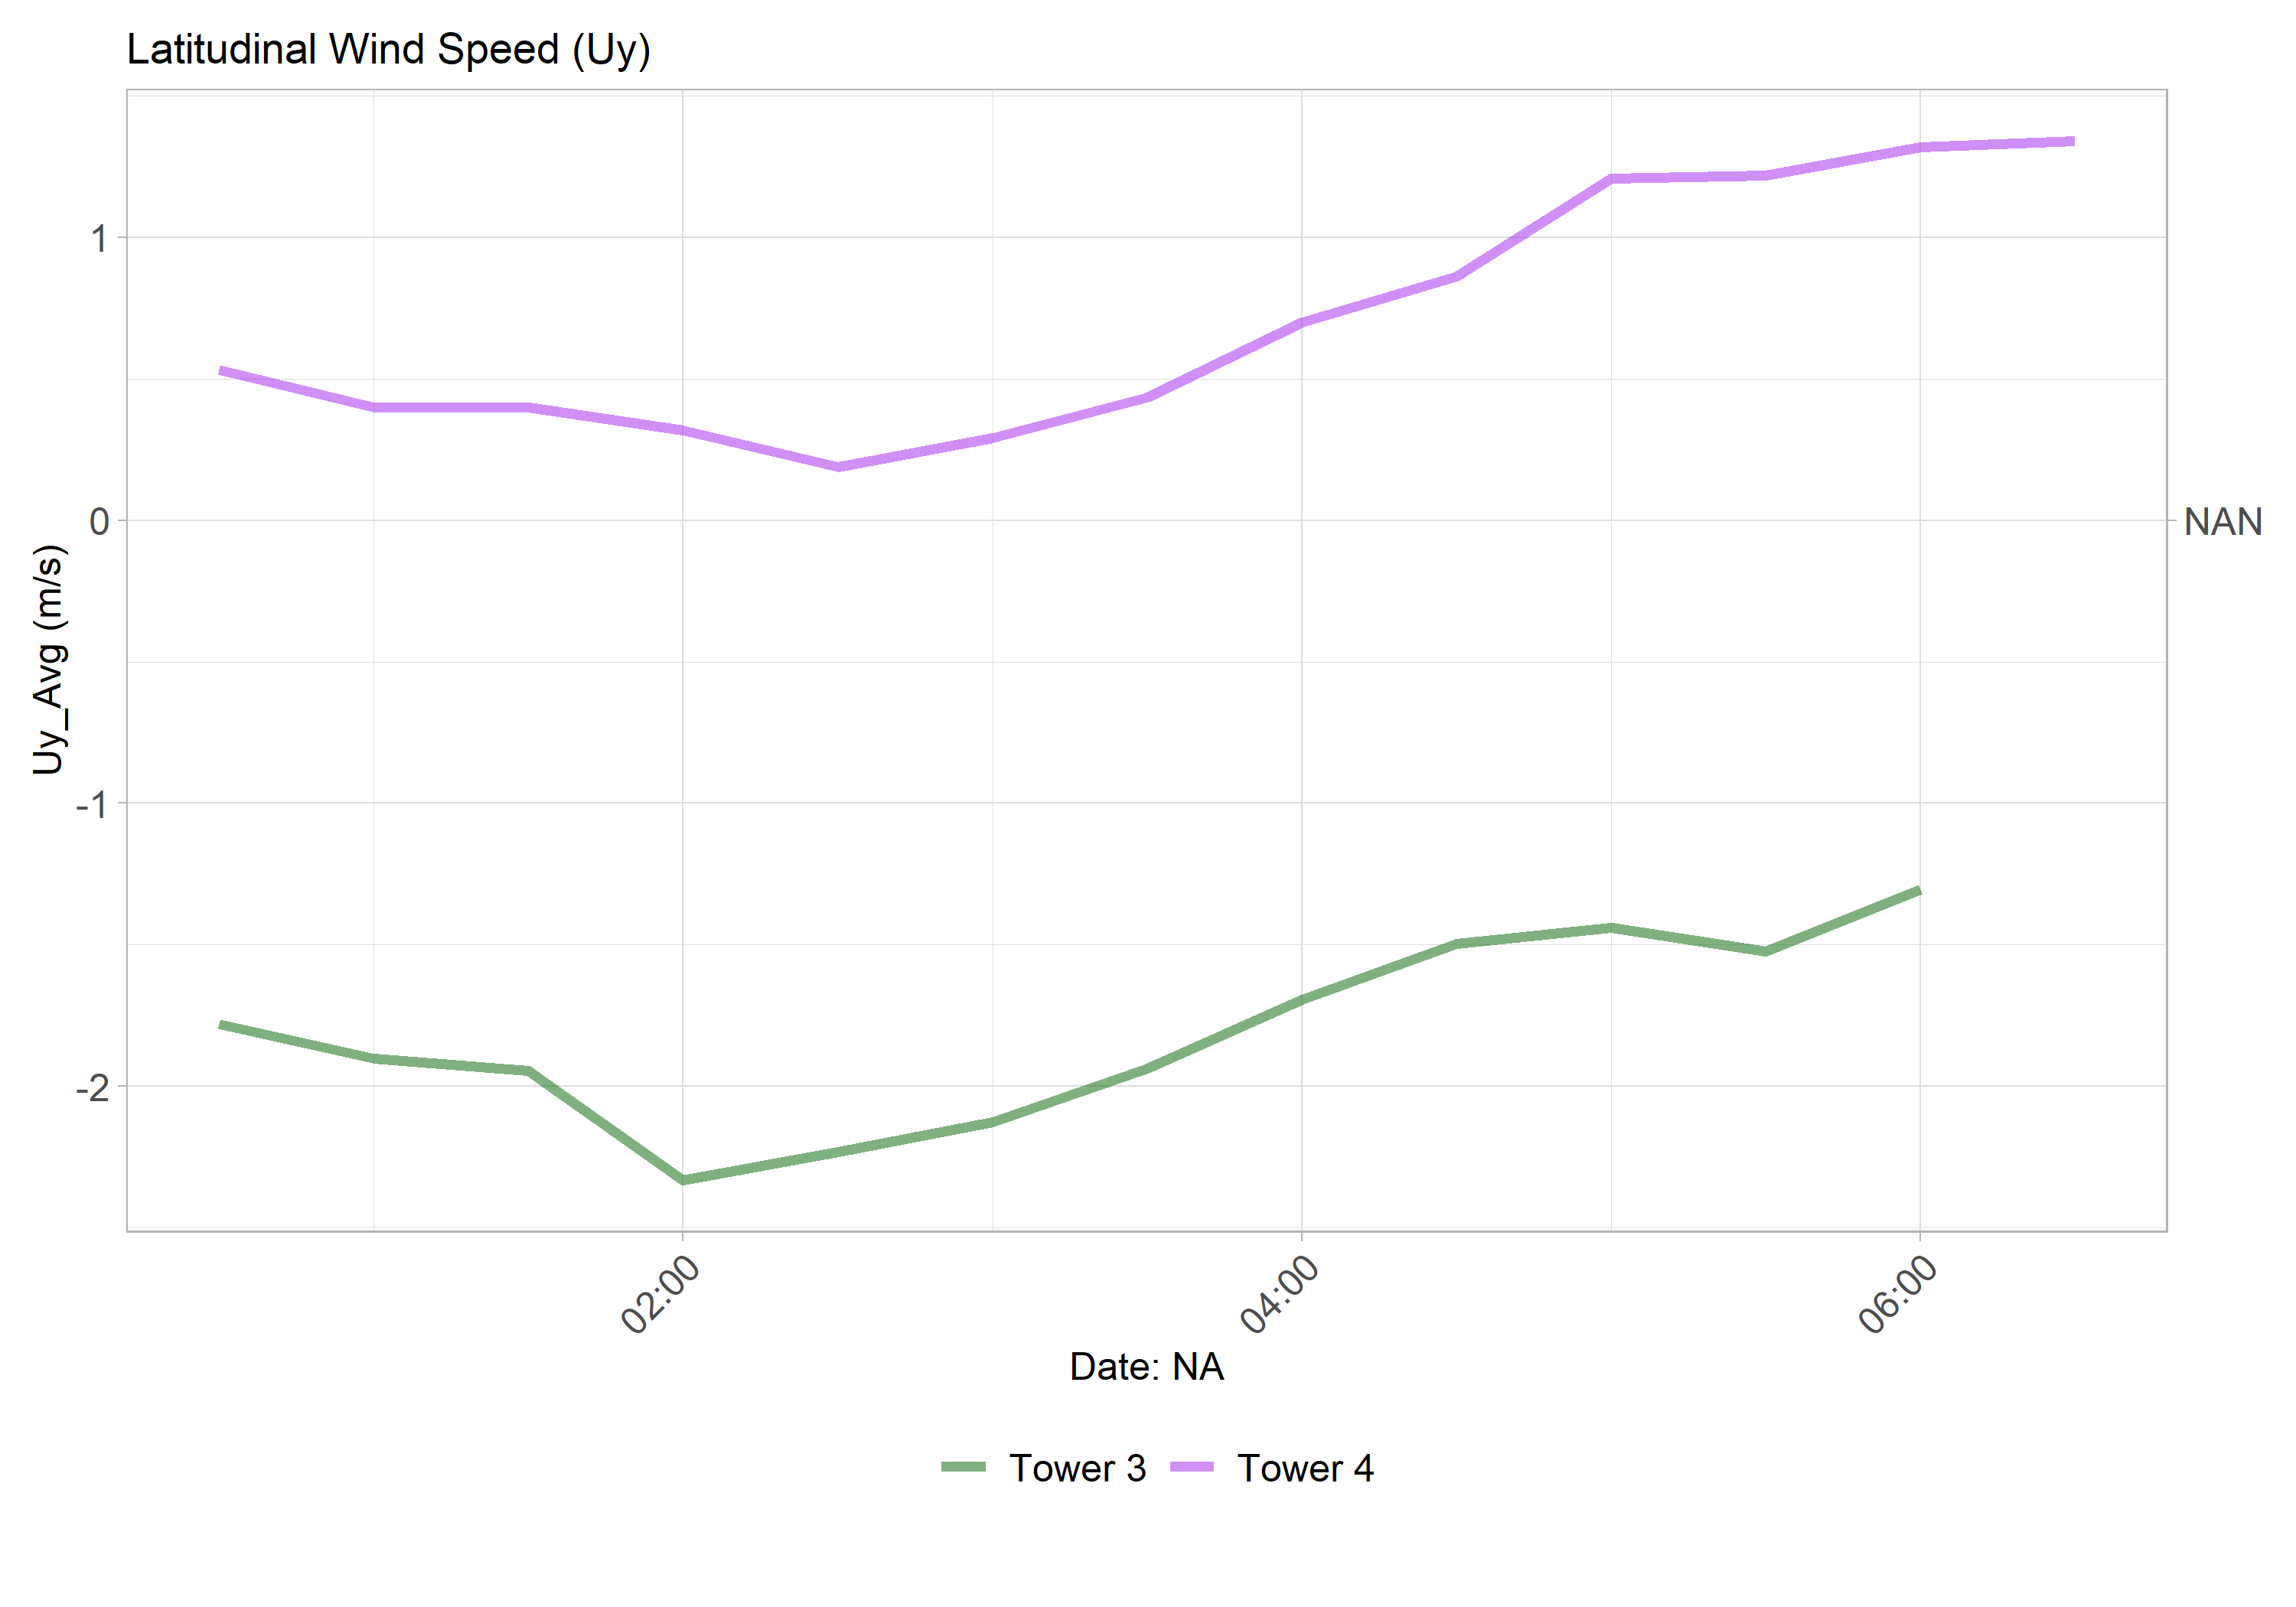 Latitudinal Wind Speed (Uy)
Uy_Avg (m/s)
1
0
-1
-2
NAN
02:00
04:00
06:00
Date: NA
Tower 3
Tower 4